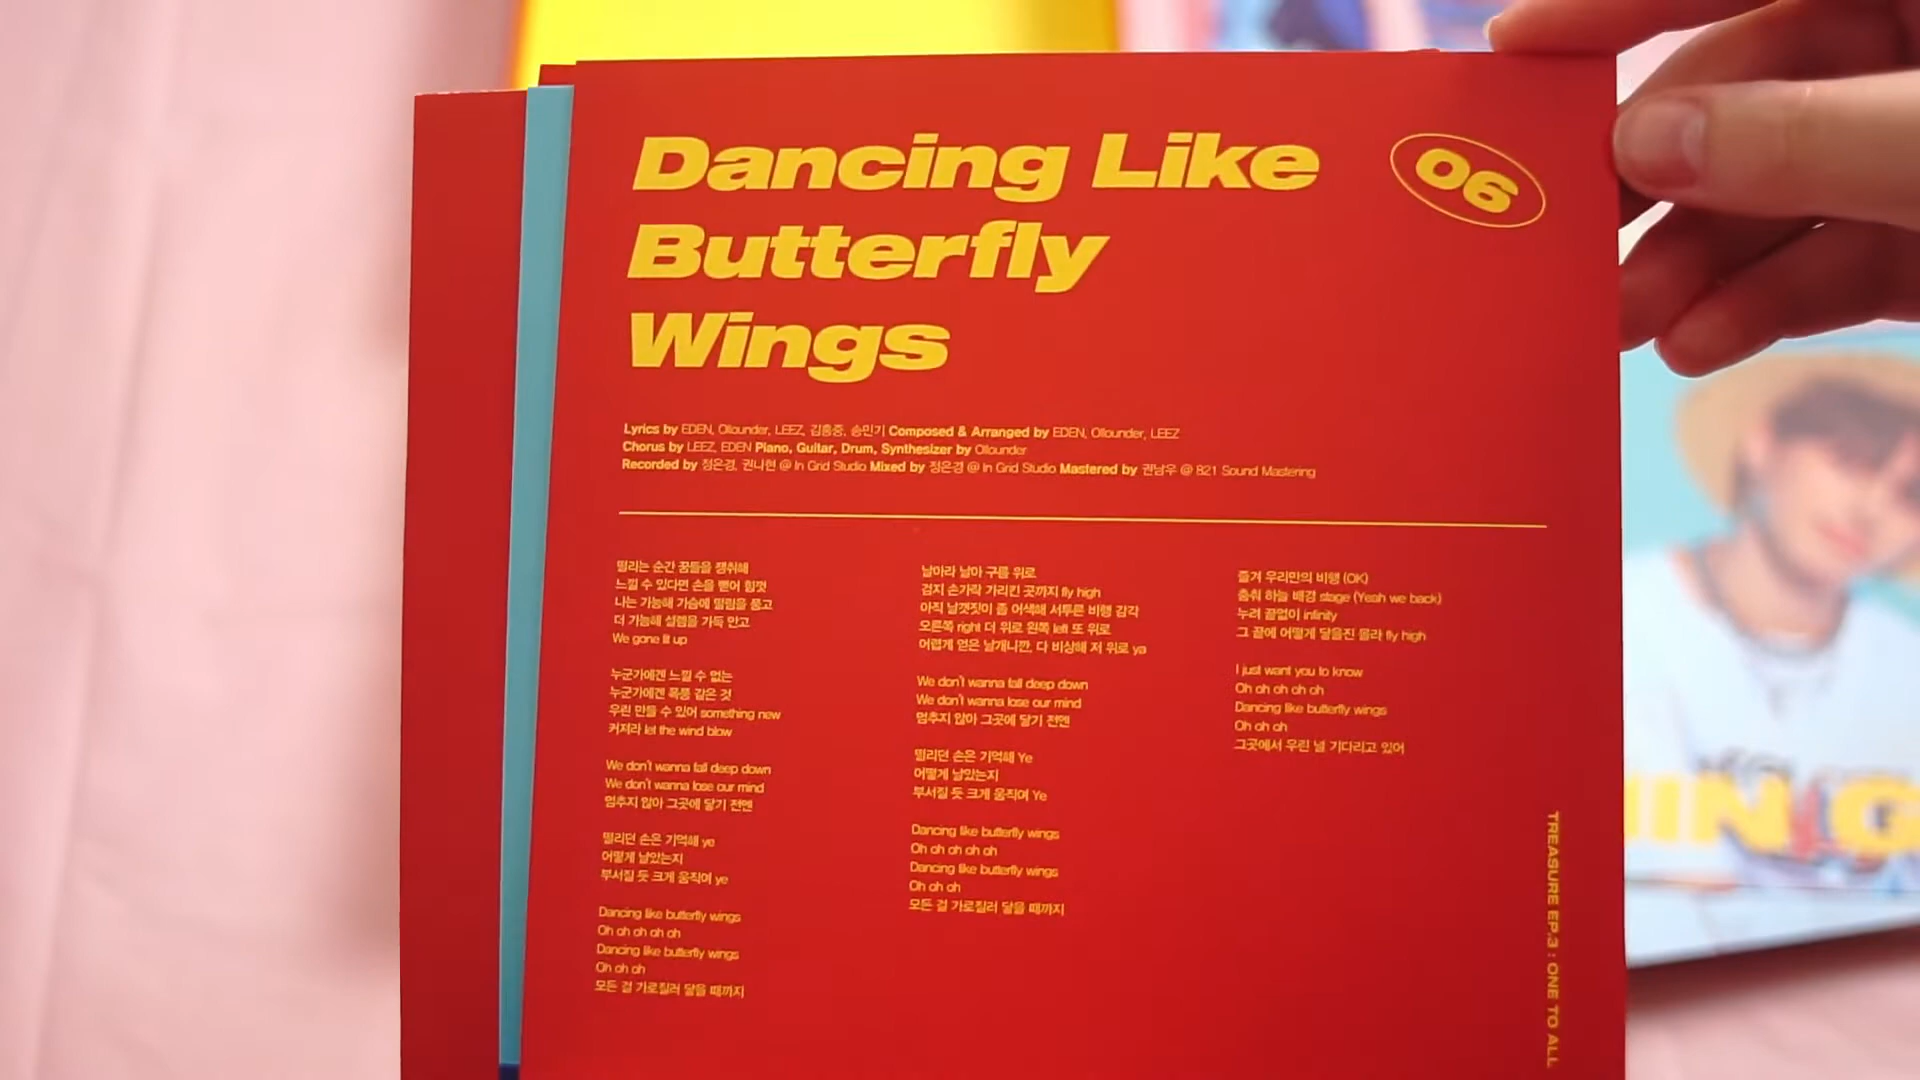 Dancing Like
Butterfly
Wings
06
Lyrics by EDEN, Ollounder, LEEZ, 김홍중, 송민기 Composed & Arranged by EDEN, Ollounder, LEEZ
Chorus by LEEZ, EDEN Piano, Guitar, Drum, Synthesizer by Ollounder
Recorded by 정은경, 권나현 @ In Grid Studio Mixed by 정은경 @ In Grid Studio Mastered by 권남우 @ 821 Sound Mastering
떨리는 순간 꿈들을 쟁취해
느낄 수 있다면 손을 뻗어 힘껏
나는 가능해 가슴에 떨림을 품고
더 가능해 설렘을 가득 안고
We gone lit up
누군가에겐 느낄 수 없는
누군가에겐 폭풍 같은 것
우린 만들 수 있어 something new
커져라 let the wind blow
We don't wanna fall deep down
We don't wanna lose our mind
멈추지 않아 그곳에 닿기 전엔
떨리던 손은 기억해 ye
어떻게 날았는지
부서질 듯 크게 움직여 ye
Dancing like butterfly wings
Oh oh oh oh oh
Dancing like butterfly wings
Oh oh oh
모든 걸 가로질러 닿을 때까지
날아라 날아 구름 위로
검지 손가락 가리킨 곳까지 fly high
아직 날갯짓이 좀 어색해 서투른 비행 감각
오른쪽 right 더 위로 왼쪽 left 또 위로
어렵게 얻은 날개니깐, 다 비상해 저 위로 ya
We don't wanna fall deep down
We don't wanna lose our mind
멈추지 않아 그곳에 닿기 전엔
떨리던 손은 기억해 Ye
어떻게 날았는지
부서질 듯 크게 움직여 Ye
Dancing like butterfly wings
Oh oh oh oh oh
Dancing like butterfly wings
Oh oh oh
모든 걸 가로질러 닿을 때까지
즐겨 우리만의 비행 (OK)
춤춰 하늘 배경 stage (Yeah we back)
누려 끝없이 infinity
그 끝에 어떻게 닿을진 몰라 fly high
I just want you to know
Oh oh oh oh oh
Dancing like butterfly wings
Oh oh oh
그곳에서 우린 널 기다리고 있어
TREASURE EP.3 : ONE TO ALL